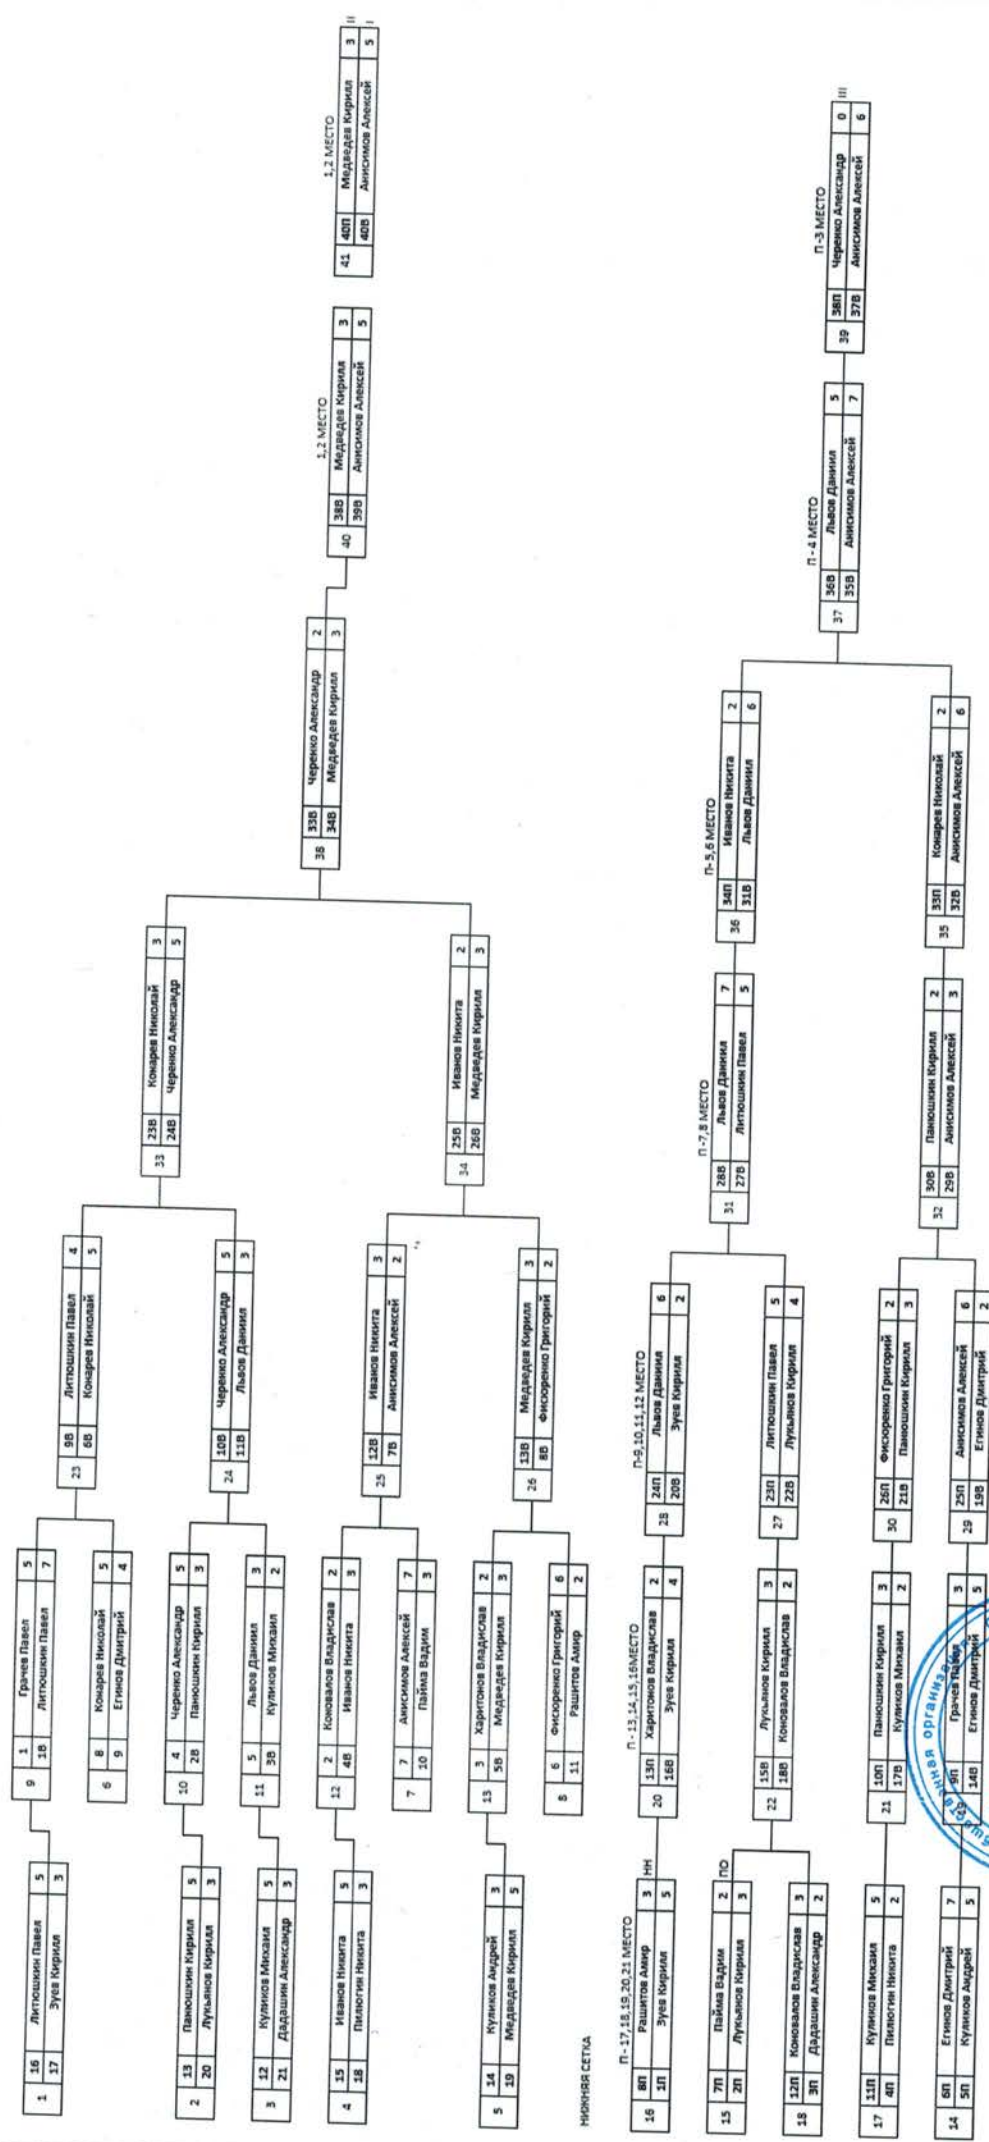 1 16 Литюшкин Павел 5
17 Зуев Кирилл 3
2 13 Панюшкин Кирилл 5
20 Лукьянов Кирилл 3
3 12 Куликов Михаил 5
21 Дадашин Александр 3
4 15 Иванов Никита 5
18 Пилюгин Никита 3
5 14 Куликов Андрей 3
19 Медведев Кирилл 5
9 1 Грачев Павел 5
1В Литюшкин Павел 7
6 8 Конарев Николай 5
9 Егинов Дмитрий 4
10 4 Черенко Александр 5
2В Панюшкин Кирилл 3
11 5 Львов Даниил 3
3В Куликов Михаил 2
12 2 Коновалов Владислав 2
4В Иванов Никита 3
7 7 Анисимов Алексей 7
10 Пайма Вадим 3
13 3 Харитонов Владислав 2
5В Медведев Кирилл 3
8 6 Фисюренко Григорий 6
11 Рашитов Амир 2
23 9В Литюшкин Павел 4
6В Конарев Николай 5
24 10В Черенко Александр 5
11В Львов Даниил 3
25 12В Иванов Никита 3
7В Анисимов Алексей 2
26 13В Медведев Кирилл 3
8В Фисюренко Григорий 2
33 23В Конарев Николай 3
24В Черенко Александр 5
34 25В Иванов Никита 2
26В Медведев Кирилл 3
38 33В Черенко Александр 2
34В Медведев Кирилл 3
1,2 МЕСТО
40 38В Медведев Кирилл 3
39В Анисимов Алексей 5
1,2 МЕСТО
41 40П Медведев Кирилл 3 II
40В Анисимов Алексей 5 I
НИЖНЯЯ СЕТКА
П - 17,18,19,20,21 МЕСТО
16 8П Рашитов Амир 3 НН
1П Зуев Кирилл 5
15 7П Пайма Вадим 2 ПО
2П Лукьянов Кирилл 3
18 12П Коновалов Владислав 3
3П Дадашин Александр 2
17 11П Куликов Михаил 5
4П Пилюгин Никита 2
14 6П Егинов Дмитрий 7
5П Куликов Андрей 5
П - 13,14,15,16МЕСТО
20 13П Харитонов Владислав 2
16В Зуев Кирилл 4
22 15В Лукьянов Кирилл 3
18В Коновалов Владислав 2
21 10П Панюшкин Кирилл 3
17В Куликов Михаил 2
19 9П Грачев Павел 3
14В Егинов Дмитрий 5
П-9,10,11,12 МЕСТО
28 24П Львов Даниил 6
20В Зуев Кирилл 2
27 23П Литюшкин Павел 5
22В Лукьянов Кирилл 4
30 26П Фисюренко Григорий 2
21В Панюшкин Кирилл 3
29 25П Анисимов Алексей 6
19В Егинов Дмитрий 2
П -7,8 МЕСТО
31 28В Львов Даниил 7
27В Литюшкин Павел 5
32 30В Панюшкин Кирилл 2
29В Анисимов Алексей 3
П- 5,6 МЕСТО
36 34П Иванов Никита 2
31В Львов Даниил 6
35 33П Конарев Николай 2
32В Анисимов Алексей 6
П - 4 МЕСТО
37 36В Львов Даниил 5
35В Анисимов Алексей 7
П -3 МЕСТО
39 38П Черенко Александр 0 III
37В Анисимов Алексей 6